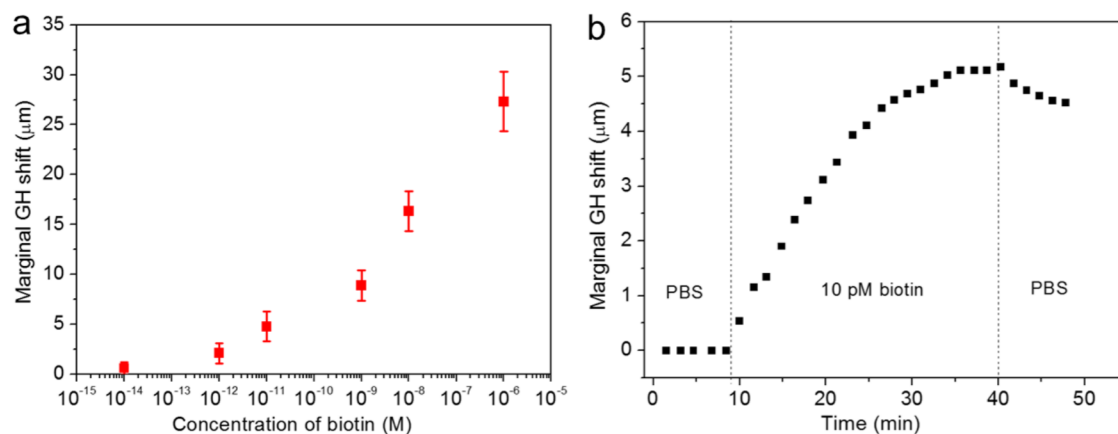 a
Marginal GH shift (μm)
35
30
25
20
15
10
5
0
10⁻¹⁵ 10⁻¹⁴ 10⁻¹³ 10⁻¹² 10⁻¹¹ 10⁻¹⁰ 10⁻⁹ 10⁻⁸ 10⁻⁷ 10⁻⁶ 10⁻⁵
Concentration of biotin (M)
b
Marginal GH shift (μm)
6
5
4
3
2
1
0
PBS
10 pM biotin
PBS
0 10 20 30 40 50
Time (min)